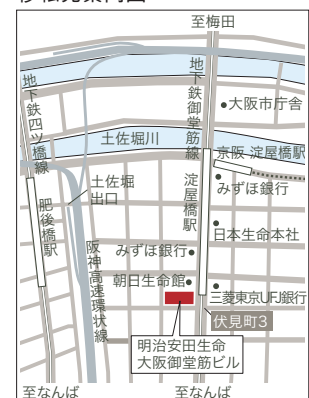 移転先案内図
至梅田
地下鉄四ツ橋線
地下鉄御堂筋線
大阪市庁舎
土佐堀川
京阪 淀屋橋駅
土佐堀
出口
淀屋橋駅
みずほ銀行
肥後橋駅
日本生命本社
阪神高速環状線
みずほ銀行
朝日生命館
三菱東京UFJ銀行
伏見町3
明治安田生命
大阪御堂筋ビル
至なんば
至なんば